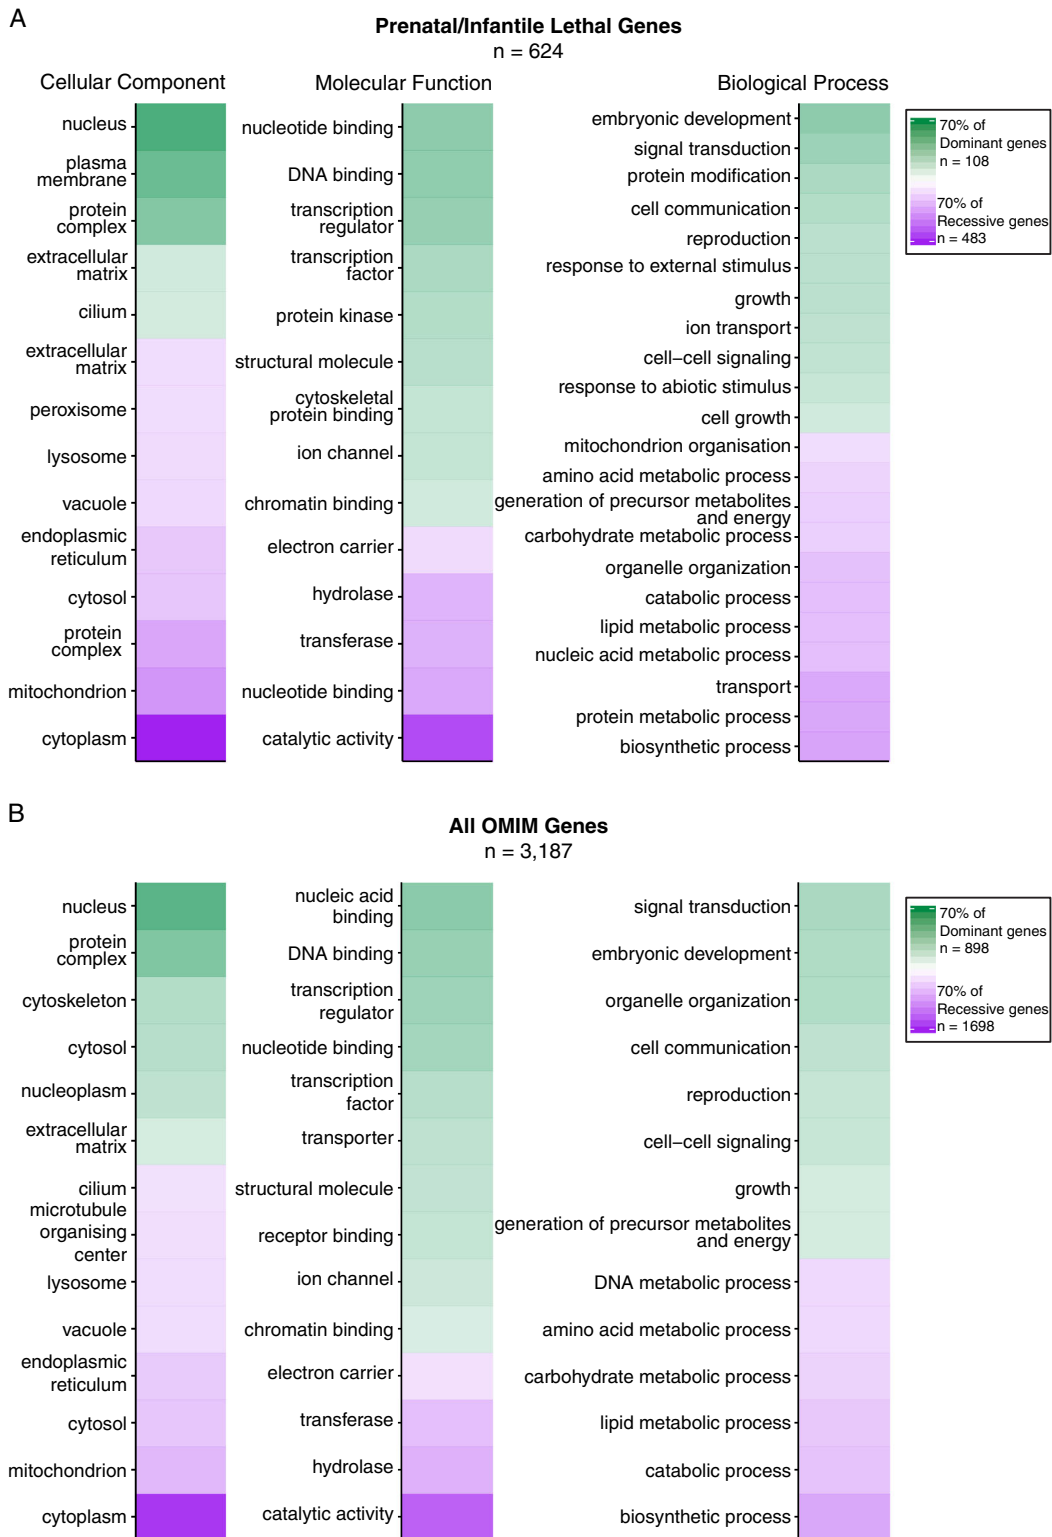 A
Prenatal/Infantile Lethal Genes
n = 624
Cellular Component
nucleus
plasma
membrane
protein
complex
extracellular
matrix
cilium
extracellular
matrix
peroxisome
lysosome
vacuole
endoplasmic
reticulum
cytosol
protein
complex
mitochondrion
cytoplasm
Molecular Function
nucleotide binding
DNA binding
transcription
regulator
transcription
factor
protein kinase
structural molecule
cytoskeletal
protein binding
ion channel
chromatin binding
electron carrier
hydrolase
transferase
nucleotide binding
catalytic activity
Biological Process
embryonic development
signal transduction
protein modification
cell communication
reproduction
response to external stimulus
growth
ion transport
cell−cell signaling
response to abiotic stimulus
cell growth
mitochondrion organisation
amino acid metabolic process
generation of precursor metabolites
and energy
carbohydrate metabolic process
organelle organization
catabolic process
lipid metabolic process
nucleic acid metabolic process
transport
protein metabolic process
biosynthetic process
70% of
Dominant genes
n = 108
70% of
Recessive genes
n = 483
B
All OMIM Genes
n = 3,187
nucleus
protein
complex
cytoskeleton
cytosol
nucleoplasm
extracellular
matrix
cilium
microtubule
organising
center
lysosome
vacuole
endoplasmic
reticulum
cytosol
mitochondrion
cytoplasm
nucleic acid
binding
DNA binding
transcription
regulator
nucleotide binding
transcription
factor
transporter
structural molecule
receptor binding
ion channel
chromatin binding
electron carrier
transferase
hydrolase
catalytic activity
signal transduction
embryonic development
organelle organization
cell communication
reproduction
cell−cell signaling
growth
generation of precursor metabolites
and energy
DNA metabolic process
amino acid metabolic process
carbohydrate metabolic process
lipid metabolic process
catabolic process
biosynthetic process
70% of
Dominant genes
n = 898
70% of
Recessive genes
n = 1698